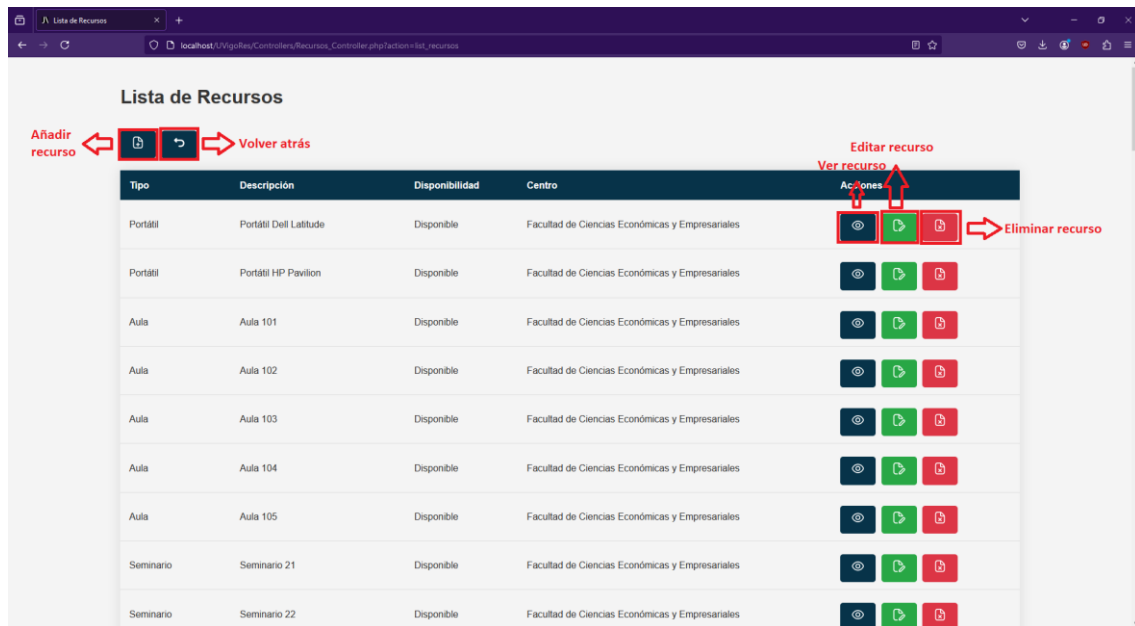 Lista de Recursos
localhost/UVigoRes/Controllers/Recursos_Controller.php?action=list_recursos
Lista de Recursos
Añadir recurso
Volver atrás
Editar recurso
Ver recurso
Tipo Descripción Disponibilidad Centro Acciones
Portátil Portátil Dell Latitude Disponible Facultad de Ciencias Económicas y Empresariales
Eliminar recurso
Portátil Portátil HP Pavilion Disponible Facultad de Ciencias Económicas y Empresariales
Aula Aula 101 Disponible Facultad de Ciencias Económicas y Empresariales
Aula Aula 102 Disponible Facultad de Ciencias Económicas y Empresariales
Aula Aula 103 Disponible Facultad de Ciencias Económicas y Empresariales
Aula Aula 104 Disponible Facultad de Ciencias Económicas y Empresariales
Aula Aula 105 Disponible Facultad de Ciencias Económicas y Empresariales
Seminario Seminario 21 Disponible Facultad de Ciencias Económicas y Empresariales
Seminario Seminario 22 Disponible Facultad de Ciencias Económicas y Empresariales